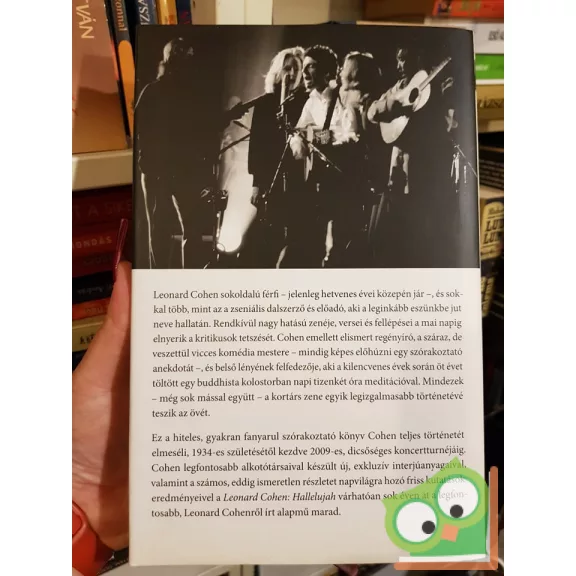 Leonard Cohen sokoldalú férfi – jelenleg hetvenes évei közepén jár –, és sok-
kal több, mint az a zseniális dalszerző és előadó, aki a leginkább eszünkbe jut
neve hallatán. Rendkívül nagy hatású zenéje, versei és fellépései a mai napig
elnyerik a kritikusok tetszését. Cohen emellett elismert regényíró, a száraz, de
veszettül vicces komédia mestere – mindig képes előhúzni egy szórakoztató
anekdotát –, és belső lényének felfedezője, aki a kilencvenes évek során öt évet
töltött egy buddhista kolostorban napi tizenkét óra meditációval. Mindezek
– még sok mással együtt – a kortárs zene egyik legizgalmasabb történetévé
teszik az övét.
Ez a hiteles, gyakran fanyarul szórakoztató könyv Cohen teljes történetét
elmeséli, 1934-es születésétől kezdve 2009-es, dicsőséges koncertturnéjáig.
Cohen legfontosabb alkotótársaival készült új, exkluzív interjúanyagaival,
valamint a számos, eddig ismeretlen részletet napvilágra hozó friss kutatások
eredményeivel a Leonard Cohen: Hallelujah várhatóan sok éven át a legfon-
tosabb, Leonard Cohenről írt alapmű marad.